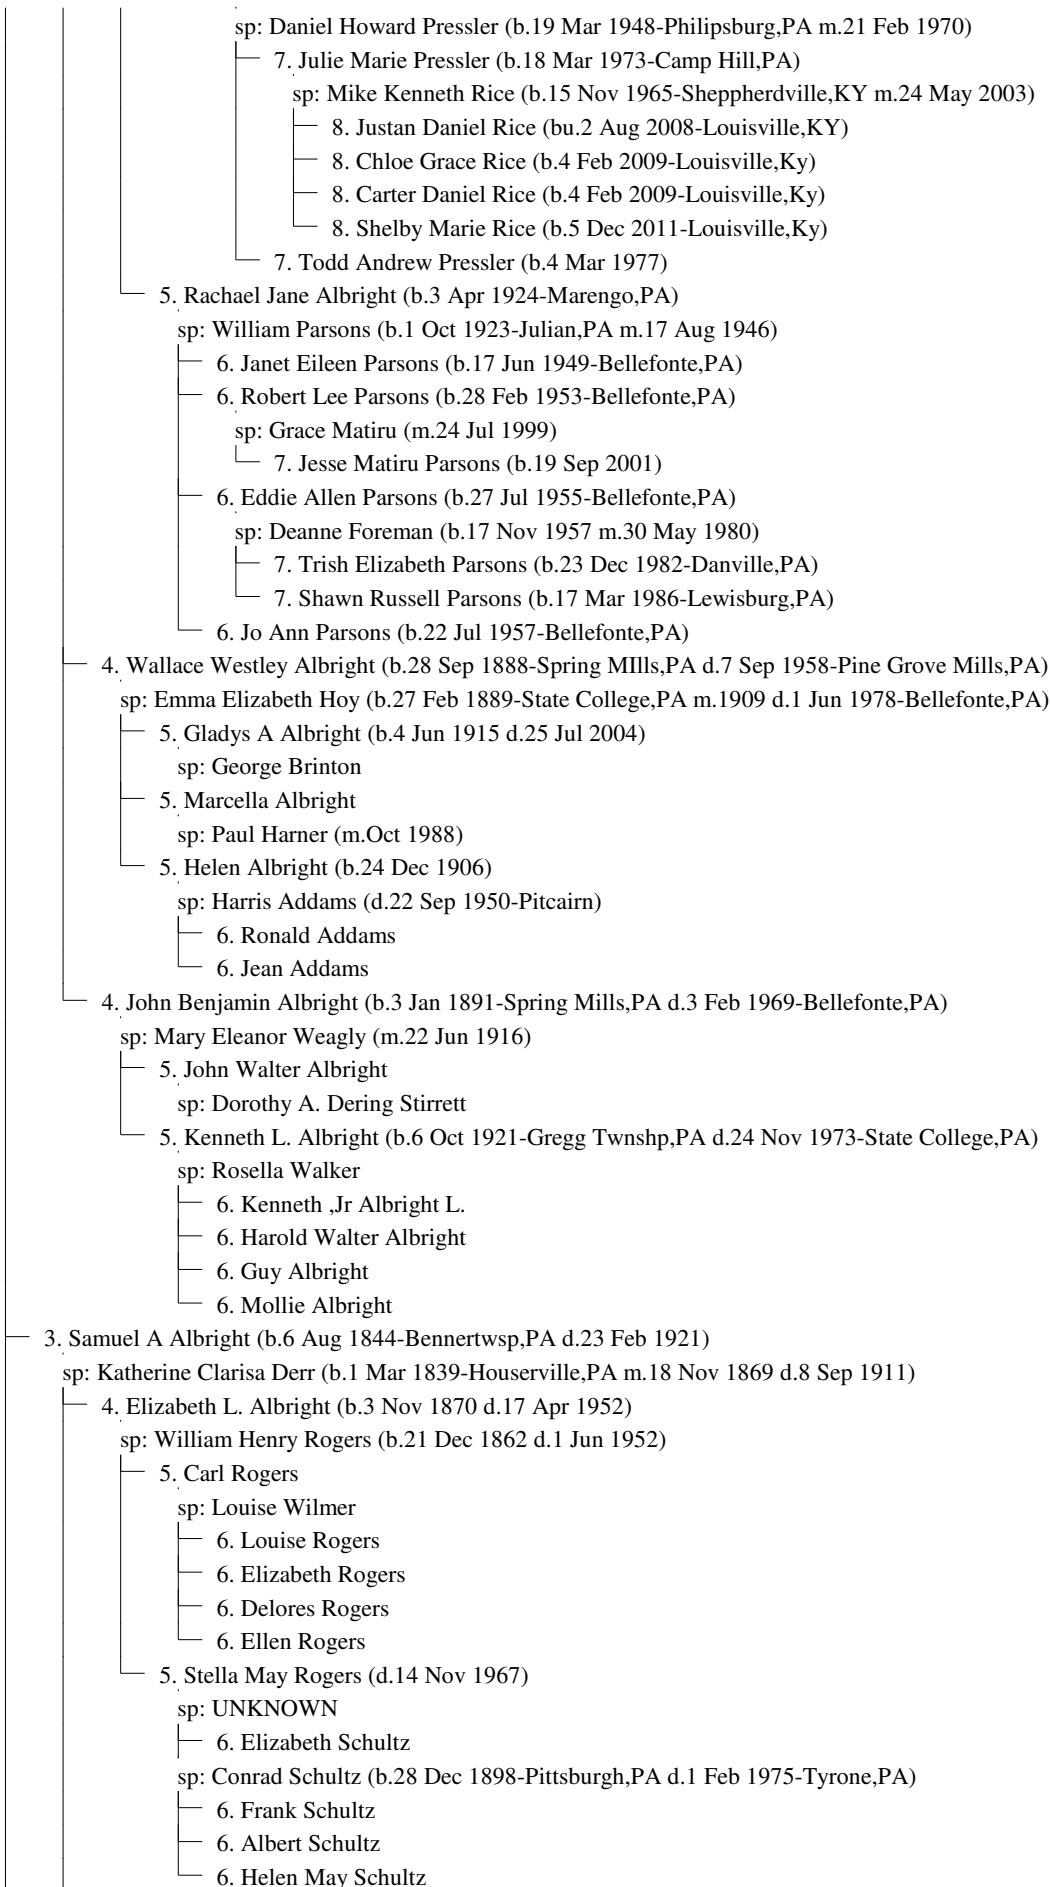 sp: Daniel Howard Pressler (b.19 Mar 1948-Philipsburg,PA m.21 Feb 1970)
7. Julie Marie Pressler (b.18 Mar 1973-Camp Hill,PA)
sp: Mike Kenneth Rice (b.15 Nov 1965-Sheppherdville,KY m.24 May 2003)
8. Justan Daniel Rice (bu.2 Aug 2008-Louisville,KY)
8. Chloe Grace Rice (b.4 Feb 2009-Louisville,Ky)
8. Carter Daniel Rice (b.4 Feb 2009-Louisville,Ky)
8. Shelby Marie Rice (b.5 Dec 2011-Louisville,Ky)
7. Todd Andrew Pressler (b.4 Mar 1977)
5. Rachael Jane Albright (b.3 Apr 1924-Marengo,PA)
sp: William Parsons (b.1 Oct 1923-Julian,PA m.17 Aug 1946)
6. Janet Eileen Parsons (b.17 Jun 1949-Bellefonte,PA)
6. Robert Lee Parsons (b.28 Feb 1953-Bellefonte,PA)
sp: Grace Matiru (m.24 Jul 1999)
7. Jesse Matiru Parsons (b.19 Sep 2001)
6. Eddie Allen Parsons (b.27 Jul 1955-Bellefonte,PA)
sp: Deanne Foreman (b.17 Nov 1957 m.30 May 1980)
7. Trish Elizabeth Parsons (b.23 Dec 1982-Danville,PA)
7. Shawn Russell Parsons (b.17 Mar 1986-Lewisburg,PA)
6. Jo Ann Parsons (b.22 Jul 1957-Bellefonte,PA)
4. Wallace Westley Albright (b.28 Sep 1888-Spring MIlls,PA d.7 Sep 1958-Pine Grove Mills,PA)
sp: Emma Elizabeth Hoy (b.27 Feb 1889-State College,PA m.1909 d.1 Jun 1978-Bellefonte,PA)
5. Gladys A Albright (b.4 Jun 1915 d.25 Jul 2004)
sp: George Brinton
5. Marcella Albright
sp: Paul Harner (m.Oct 1988)
5. Helen Albright (b.24 Dec 1906)
sp: Harris Addams (d.22 Sep 1950-Pitcairn)
6. Ronald Addams
6. Jean Addams
4. John Benjamin Albright (b.3 Jan 1891-Spring Mills,PA d.3 Feb 1969-Bellefonte,PA)
sp: Mary Eleanor Weagly (m.22 Jun 1916)
5. John Walter Albright
sp: Dorothy A. Dering Stirrett
5. Kenneth L. Albright (b.6 Oct 1921-Gregg Twnshp,PA d.24 Nov 1973-State College,PA)
sp: Rosella Walker
6. Kenneth ,Jr Albright L.
6. Harold Walter Albright
6. Guy Albright
6. Mollie Albright
3. Samuel A Albright (b.6 Aug 1844-Bennertwsp,PA d.23 Feb 1921)
sp: Katherine Clarisa Derr (b.1 Mar 1839-Houserville,PA m.18 Nov 1869 d.8 Sep 1911)
4. Elizabeth L. Albright (b.3 Nov 1870 d.17 Apr 1952)
sp: William Henry Rogers (b.21 Dec 1862 d.1 Jun 1952)
5. Carl Rogers
sp: Louise Wilmer
6. Louise Rogers
6. Elizabeth Rogers
6. Delores Rogers
6. Ellen Rogers
5. Stella May Rogers (d.14 Nov 1967)
sp: UNKNOWN
6. Elizabeth Schultz
sp: Conrad Schultz (b.28 Dec 1898-Pittsburgh,PA d.1 Feb 1975-Tyrone,PA)
6. Frank Schultz
6. Albert Schultz
6. Helen May Schultz